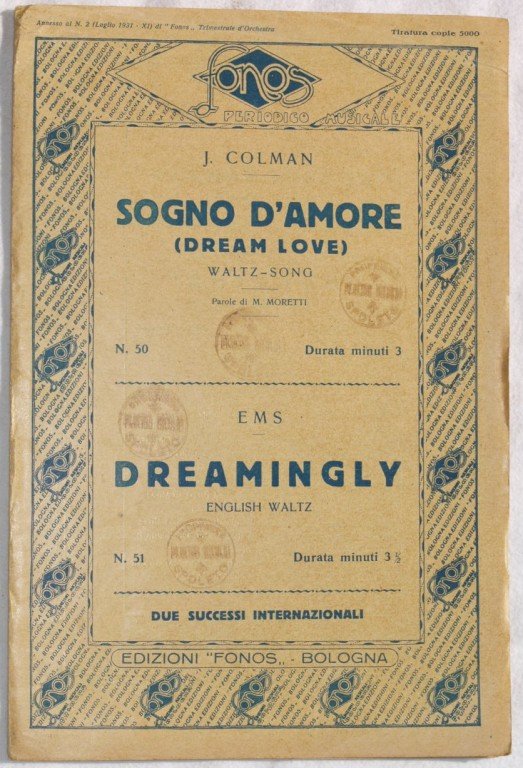 Annesso al N. 2 (Luglio 1931 - XI) di "Fonos,, Trimestrale d'Orchestra
Tiratura copie 5000
fonos
PERIODICO MUSICALE
J. COLMAN
SOGNO D'AMORE
(DREAM LOVE)
WALTZ-SONG
Parole di M. MORETTI
N. 50 Durata minuti 3
EMS
DREAMINGLY
ENGLISH WALTZ
N. 51 Durata minuti 3 ½
DUE SUCCESSI INTERNAZIONALI
EDIZIONI "FONOS,, - BOLOGNA